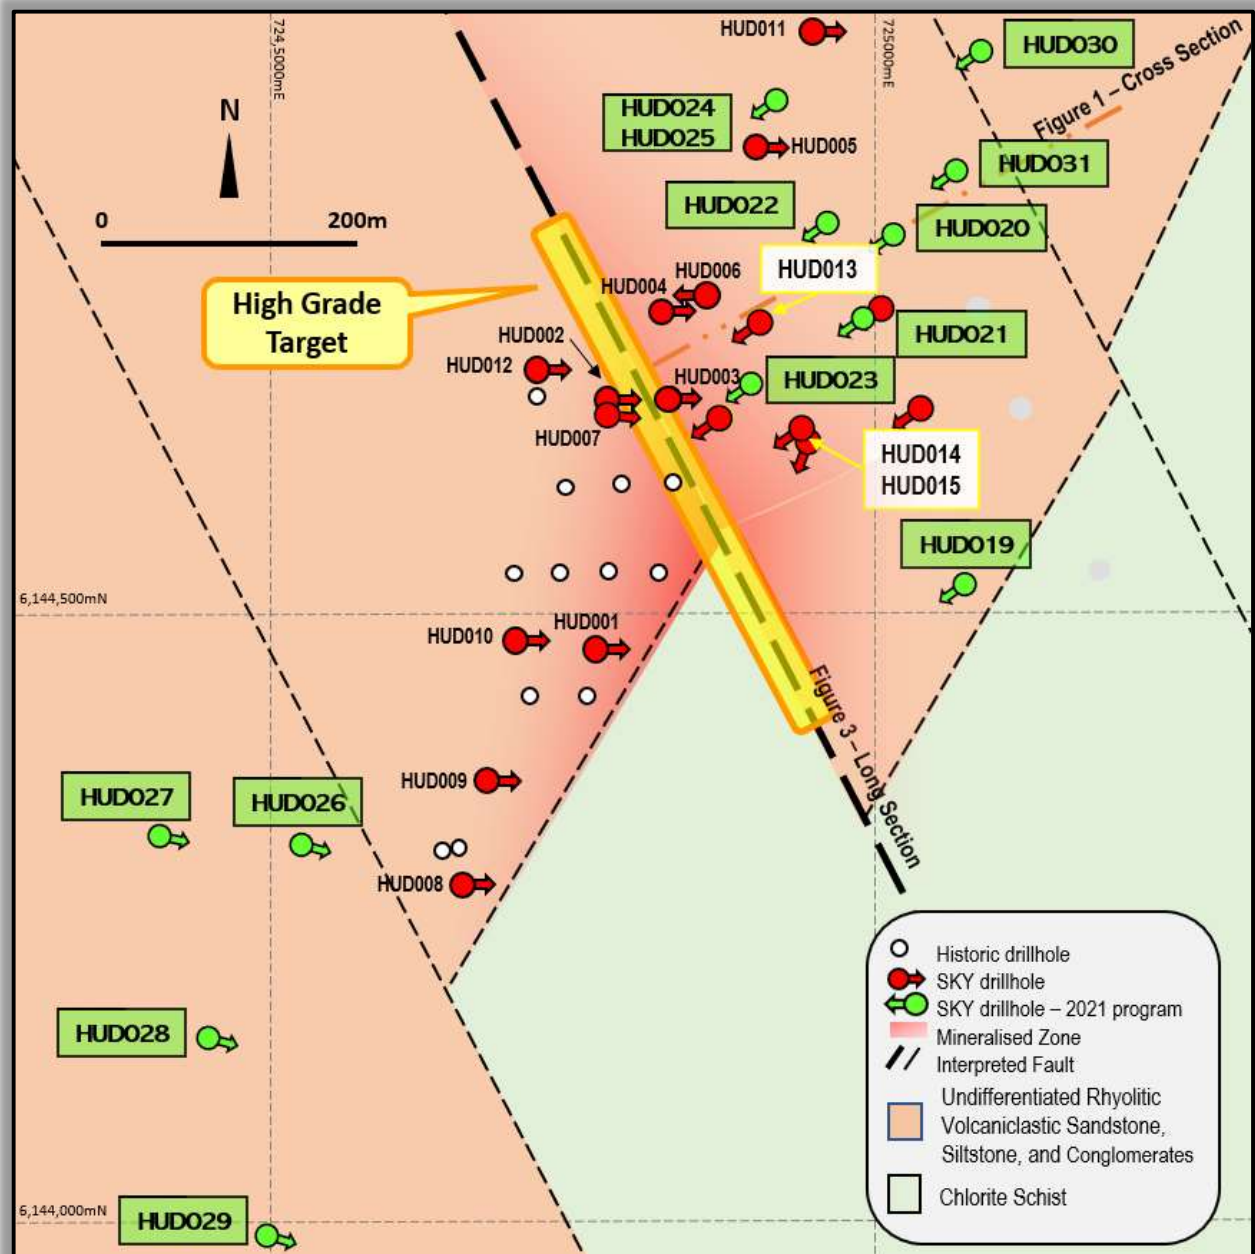 HUD011
724,5000mE
725000mE
HUD030
Figure 1 – Cross Section
N
HUD024
HUD025
HUD005
HUD031
HUD022
HUD020
0
200m
HUD013
HUD006
HUD004
High Grade
Target
HUD002
HUD021
HUD012
HUD003
HUD023
HUD007
HUD014
HUD015
HUD019
6,144,500mN
HUD010
HUD001
Figure 3 – Long Section
HUD009
HUD027
HUD026
HUD008
HUD028
HUD029
6,144,000mN
Historic drillhole
SKY drillhole
SKY drillhole – 2021 program
Mineralised Zone
Interpreted Fault
Undifferentiated Rhyolitic
Volcaniclastic Sandstone,
Siltstone, and Conglomerates
Chlorite Schist